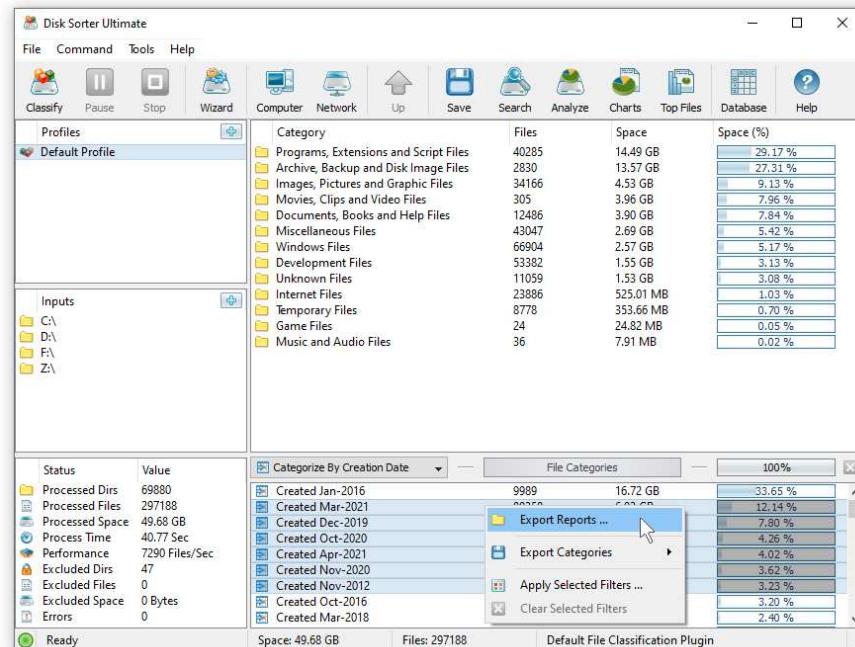 Disk Sorter Ultimate
File Command Tools Help
Classify Pause Stop Wizard Computer Network Up Save Search Analyze Charts Top Files Database Help
Profiles
Default Profile
Category Files Space Space (%)
Programs, Extensions and Script Files 40285 14.49 GB 29.17 %
Archive, Backup and Disk Image Files 2830 13.57 GB 27.31 %
Images, Pictures and Graphic Files 34166 4.53 GB 9.13 %
Movies, Clips and Video Files 305 3.96 GB 7.96 %
Documents, Books and Help Files 12486 3.90 GB 7.84 %
Miscellaneous Files 43047 2.69 GB 5.42 %
Windows Files 66904 2.57 GB 5.17 %
Development Files 53382 1.55 GB 3.13 %
Unknown Files 11059 1.53 GB 3.08 %
Internet Files 23886 525.01 MB 1.03 %
Temporary Files 8778 353.66 MB 0.70 %
Game Files 24 24.82 MB 0.05 %
Music and Audio Files 36 7.91 MB 0.02 %
Inputs
C:\
D:\
F:\
Z:\
Status Value
Processed Dirs 69880
Processed Files 297188
Processed Space 49.68 GB
Process Time 40.77 Sec
Performance 7290 Files/Sec
Excluded Dirs 47
Excluded Files 0
Excluded Space 0 Bytes
Errors 0
Categorize By Creation Date File Categories 100%
Created Jan-2016 9989 16.72 GB 33.65 %
Created Mar-2021 12.14 %
Created Dec-2019 7.80 %
Created Oct-2020 4.26 %
Created Apr-2021 4.02 %
Created Nov-2020 3.62 %
Created Nov-2012 3.23 %
Created Oct-2016 3.20 %
Created Mar-2018 2.40 %
Export Reports ...
Export Categories
Apply Selected Filters ...
Clear Selected Filters
Ready Space: 49.68 GB Files: 297188 Default File Classification Plugin